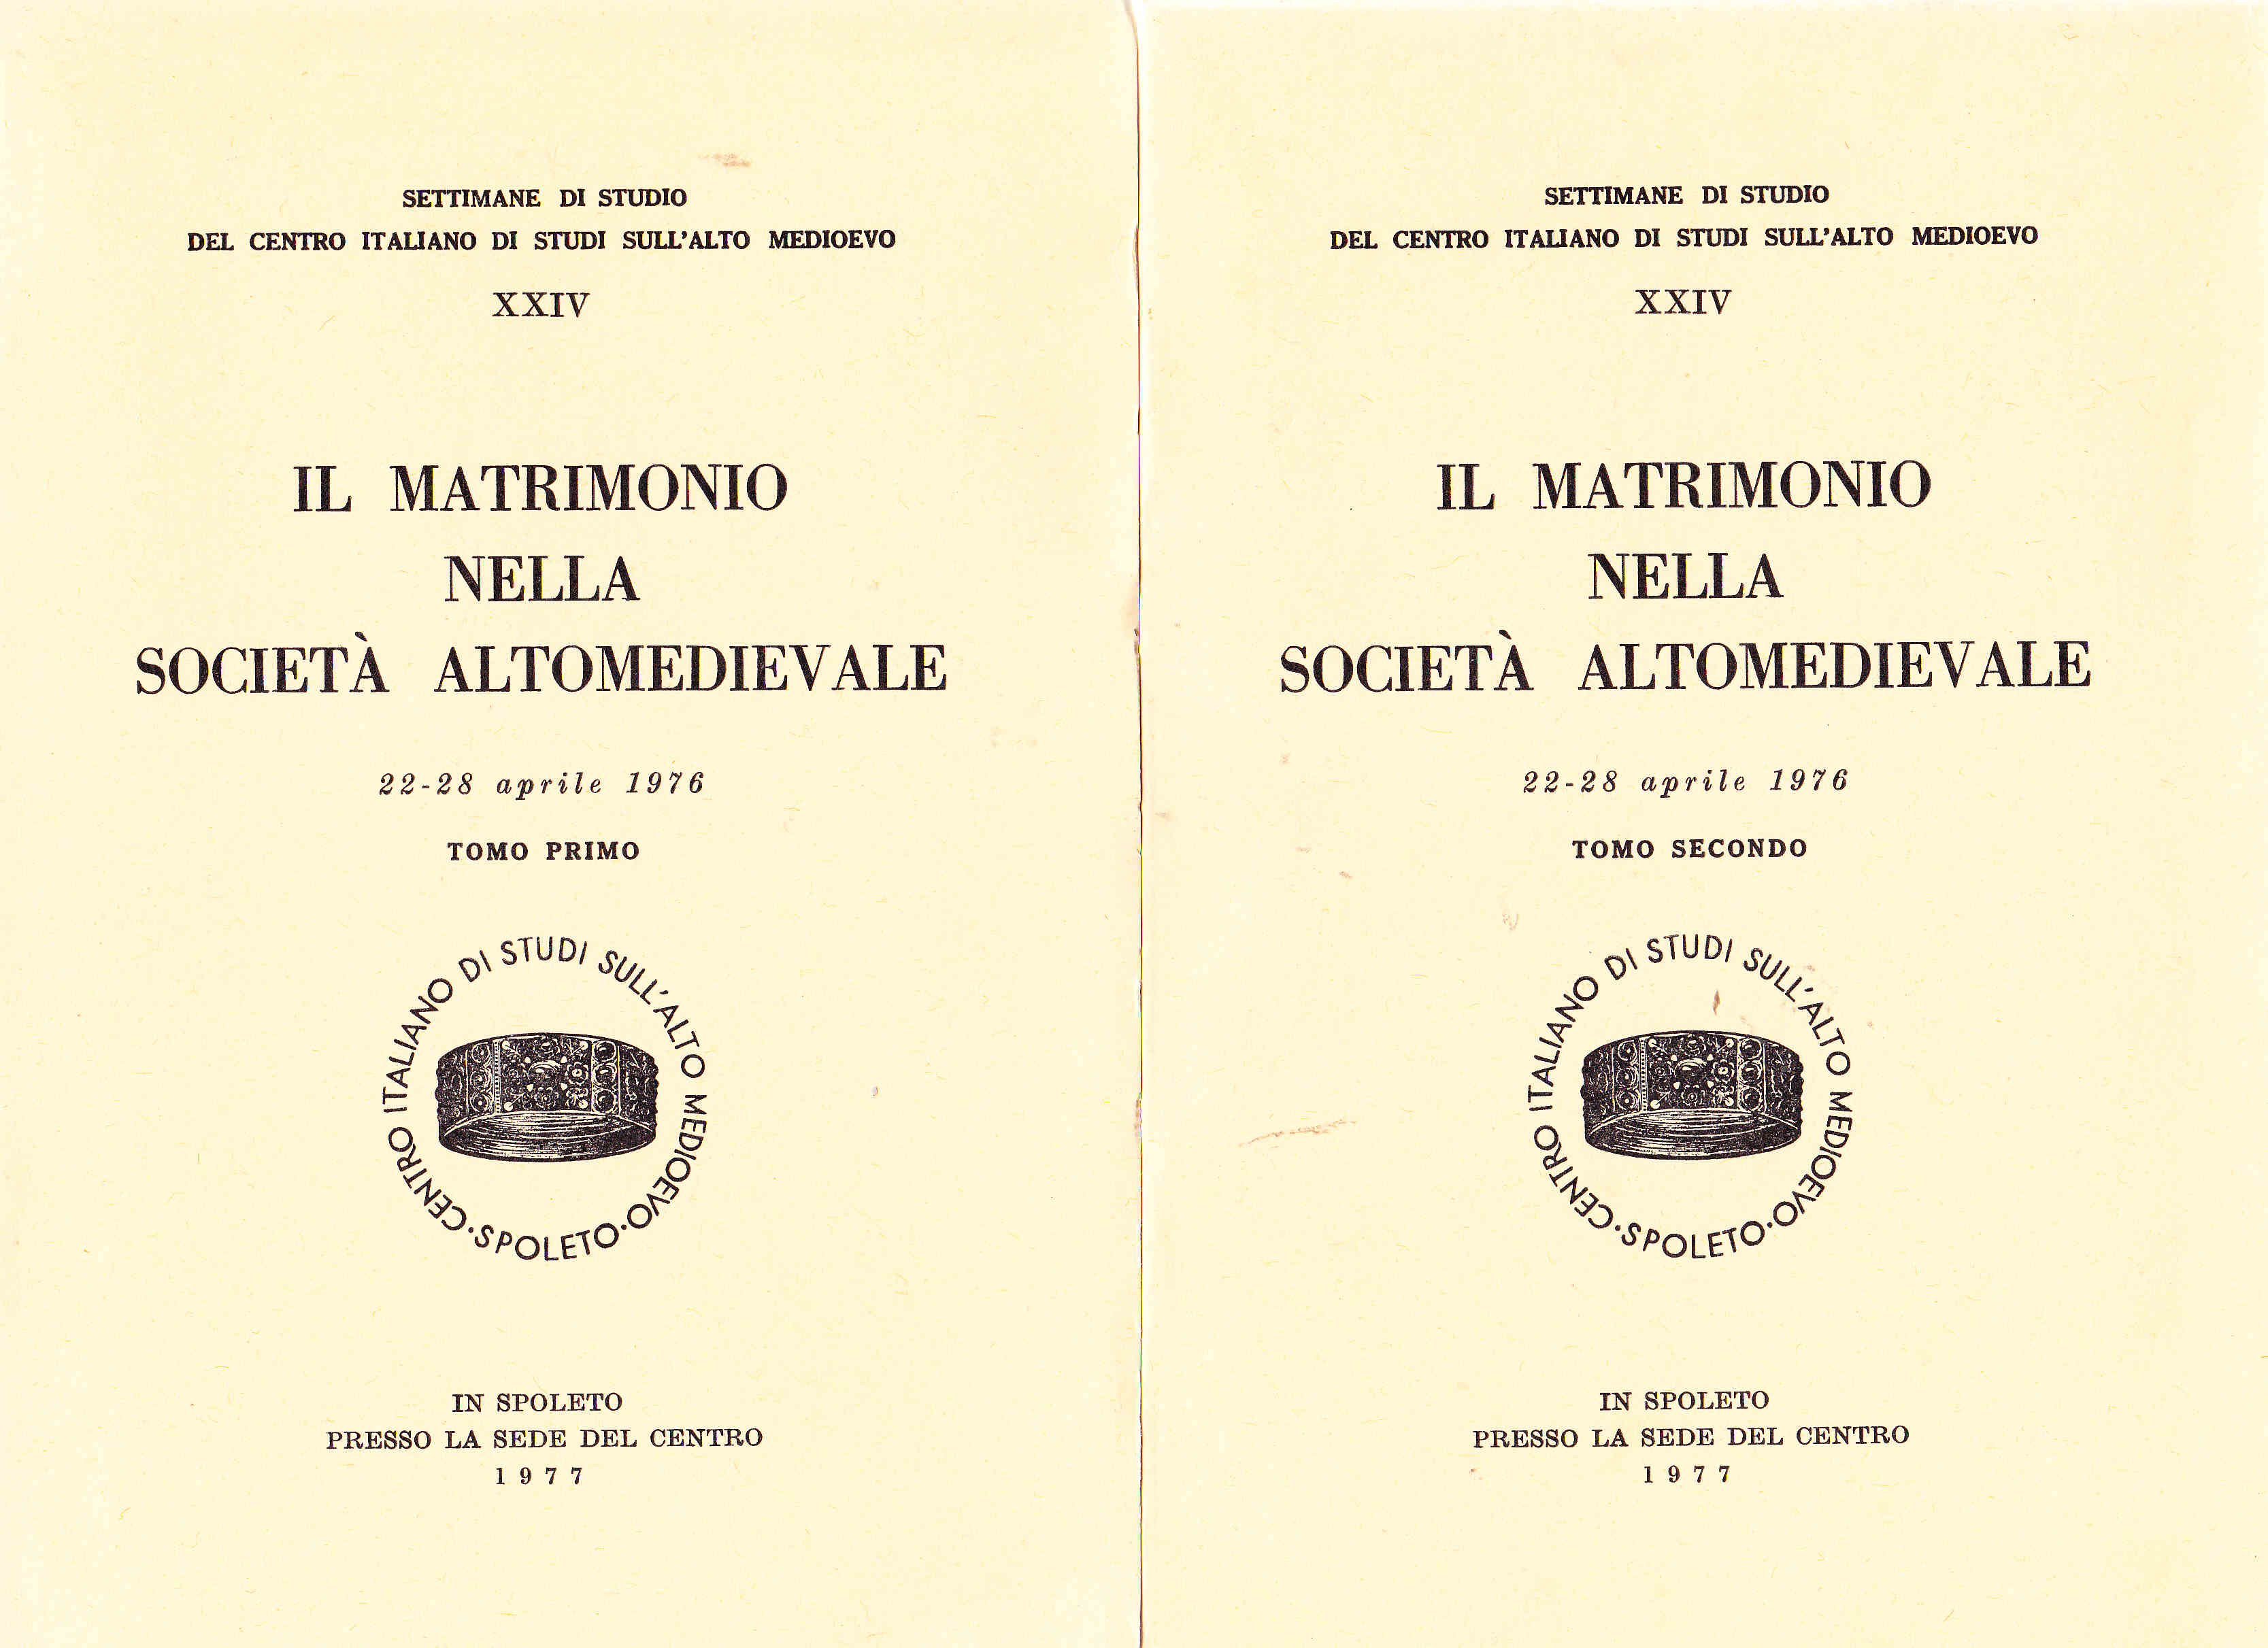 SETTIMANE DI STUDIO
DEL CENTRO ITALIANO DI STUDI SULL'ALTO MEDIOEVO
XXIV
IL MATRIMONIO
NELLA
SOCIETÀ ALTOMEDIEVALE
22-28 aprile 1976
TOMO PRIMO
CENTRO ITALIANO DI STUDI SULL'ALTO MEDIOEVO · SPOLETO ·
IN SPOLETO
PRESSO LA SEDE DEL CENTRO
1977
SETTIMANE DI STUDIO
DEL CENTRO ITALIANO DI STUDI SULL'ALTO MEDIOEVO
XXIV
IL MATRIMONIO
NELLA
SOCIETÀ ALTOMEDIEVALE
22-28 aprile 1976
TOMO SECONDO
CENTRO ITALIANO DI STUDI SULL'ALTO MEDIOEVO · SPOLETO ·
IN SPOLETO
PRESSO LA SEDE DEL CENTRO
1977